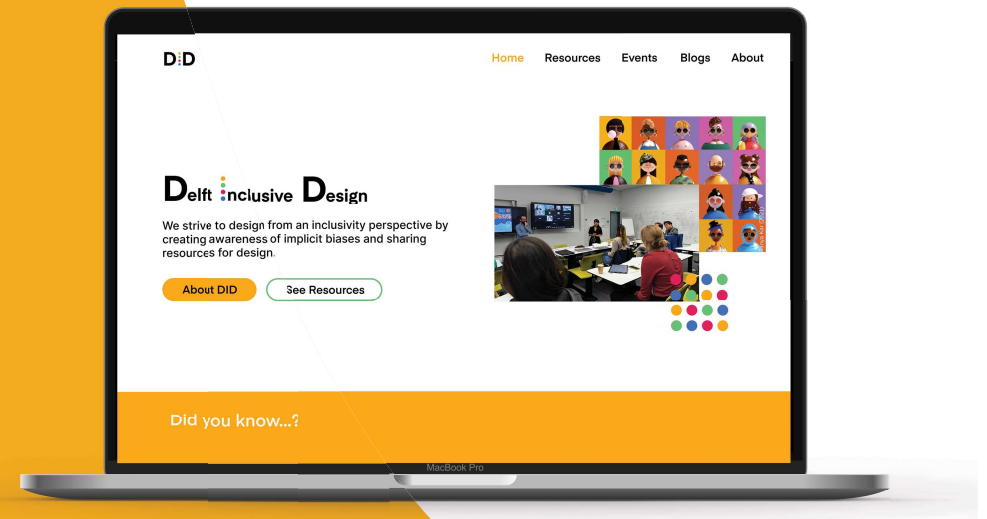 DiD
Home Resources Events Blogs About
Delft inclusive Design
We strive to design from an inclusivity perspective by
creating awareness of implicit biases and sharing
resources for design.
About DID
See Resources
Did you know...?
MacBook Pro